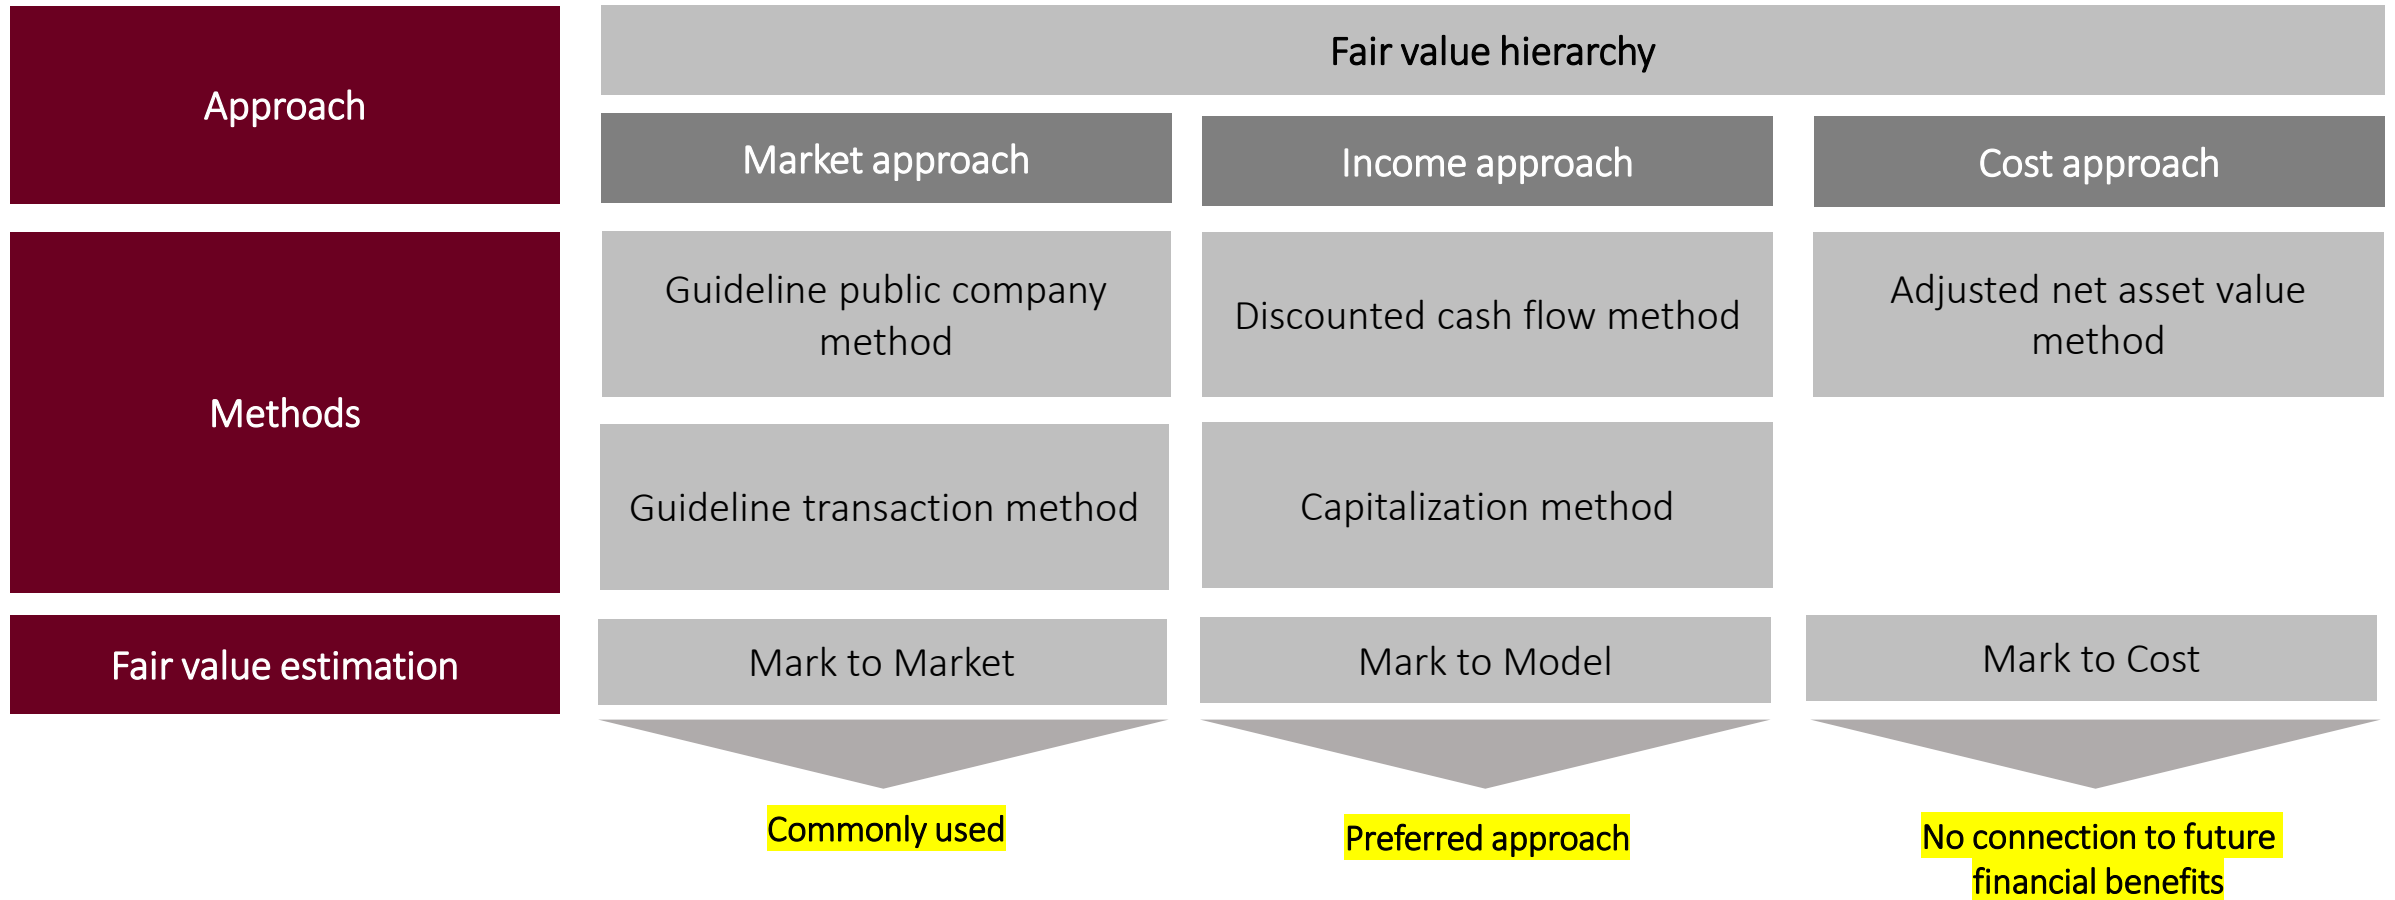 Approach
Fair value hierarchy
Market approach
Income approach
Cost approach
Methods
Guideline public company
method
Discounted cash flow method
Adjusted net asset value
method
Guideline transaction method
Capitalization method
Fair value estimation
Mark to Market
Mark to Model
Mark to Cost
Commonly used
Preferred approach
No connection to future
financial benefits